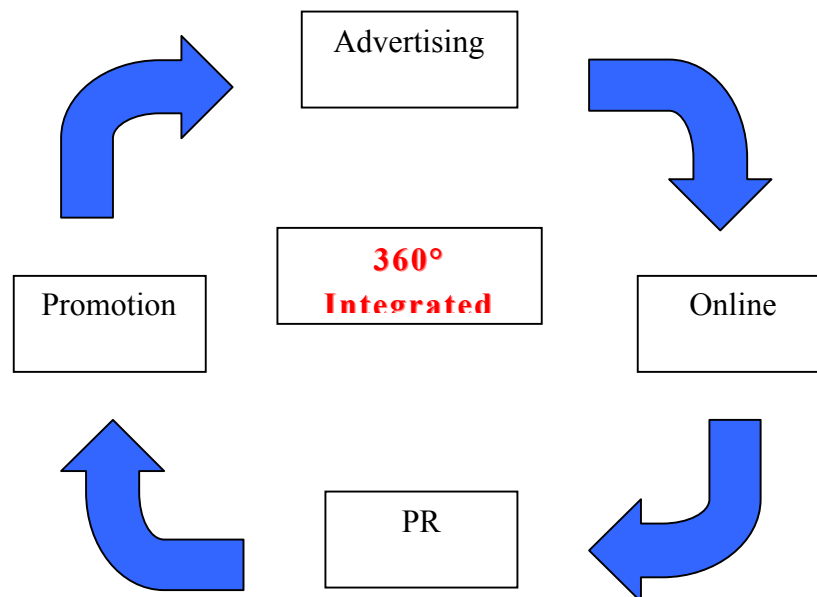 Advertising
360°
Integrated
Promotion
Online
PR